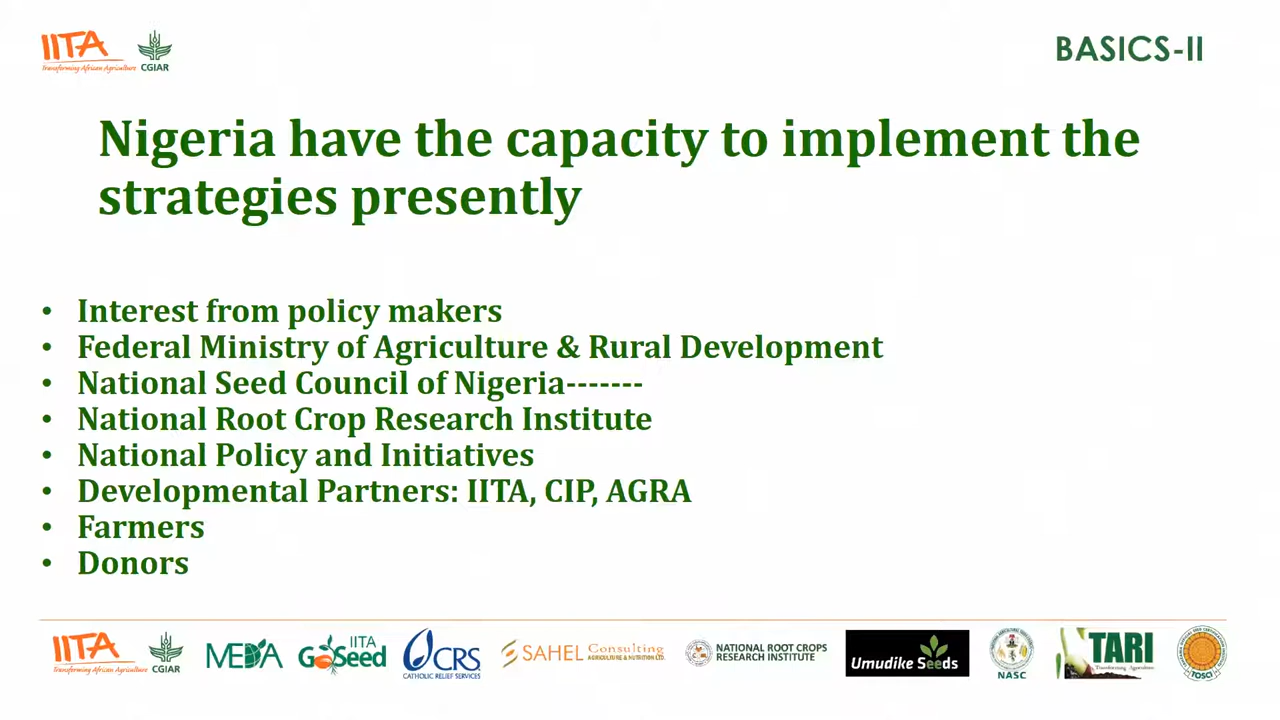 IITA
Transforming African Agriculture
CGIAR
BASICS-II
Nigeria have the capacity to implement the
strategies presently
• Interest from policy makers
• Federal Ministry of Agriculture & Rural Development
• National Seed Council of Nigeria-------
• National Root Crop Research Institute
• National Policy and Initiatives
• Developmental Partners: IITA, CIP, AGRA
• Farmers
• Donors
IITA
Transforming African Agriculture
CGIAR
MEDA
IITA
GoSeed
CRS
CATHOLIC RELIEF SERVICES
SAHEL Consulting
AGRICULTURE & NUTRITION LTD.
NATIONAL ROOT CROPS
RESEARCH INSTITUTE
Umudike Seeds
NASC
TARI
Transforming Agriculture
TOSCI